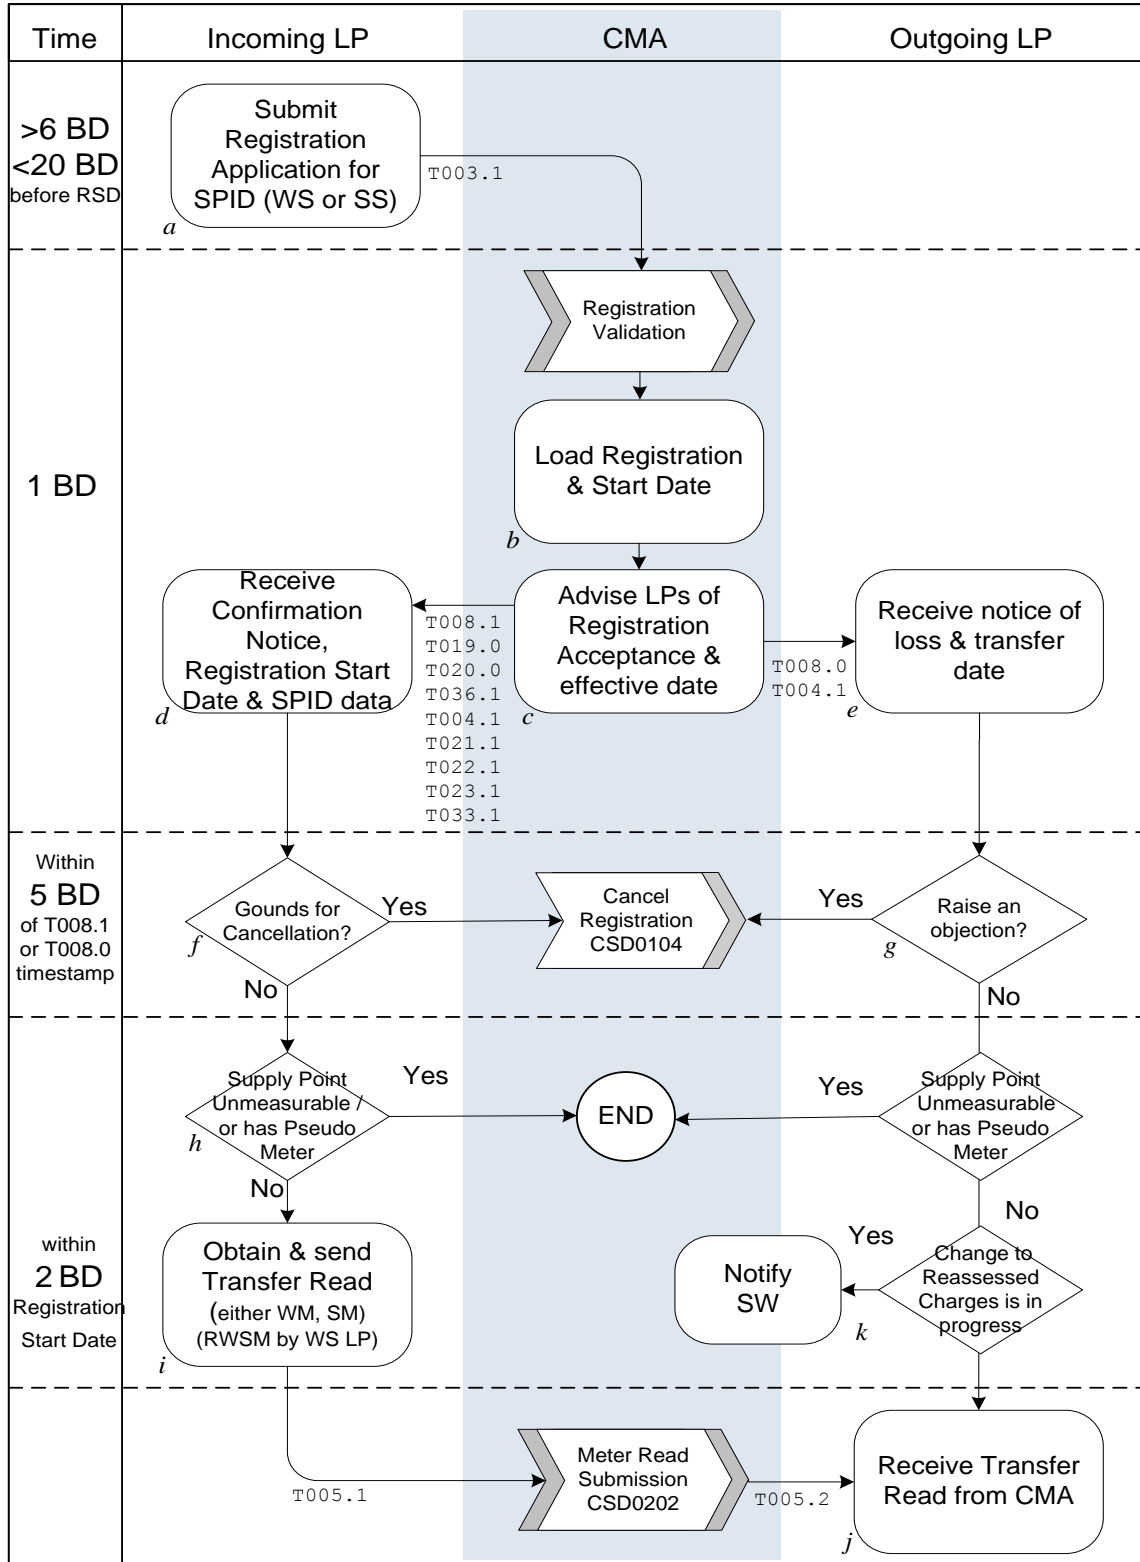 Time
Incoming LP
CMA
Outgoing LP
>6 BD
<20 BD
before RSD
Submit
Registration
Application for
SPID (WS or SS)
a
T003.1
1 BD
Registration
Validation
Load Registration
& Start Date
b
Receive
Confirmation
Notice,
Registration Start
Date & SPID data
d
T008.1
T019.0
T020.0
T036.1
T004.1
T021.1
T022.1
T023.1
T033.1
Advise LPs of
Registration
Acceptance &
effective date
c
T008.0
T004.1
Receive notice of
loss & transfer
date
e
Within
5 BD
of T008.1
or T008.0
timestamp
Gounds for
Cancellation?
f
Yes
No
Cancel
Registration
CSD0104
Yes
Raise an
objection?
g
No
Supply Point
Unmeasurable /
or has Pseudo
Meter
h
Yes
No
END
Yes
Supply Point
Unmeasurable
or has Pseudo
Meter
No
within
2 BD
Registration
Start Date
Obtain & send
Transfer Read
(either WM, SM)
(RWSM by WS LP)
i
Notify
SW
k
Yes
Change to
Reassessed
Charges is in
progress
T005.1
Meter Read
Submission
CSD0202
T005.2
Receive Transfer
Read from CMA
j